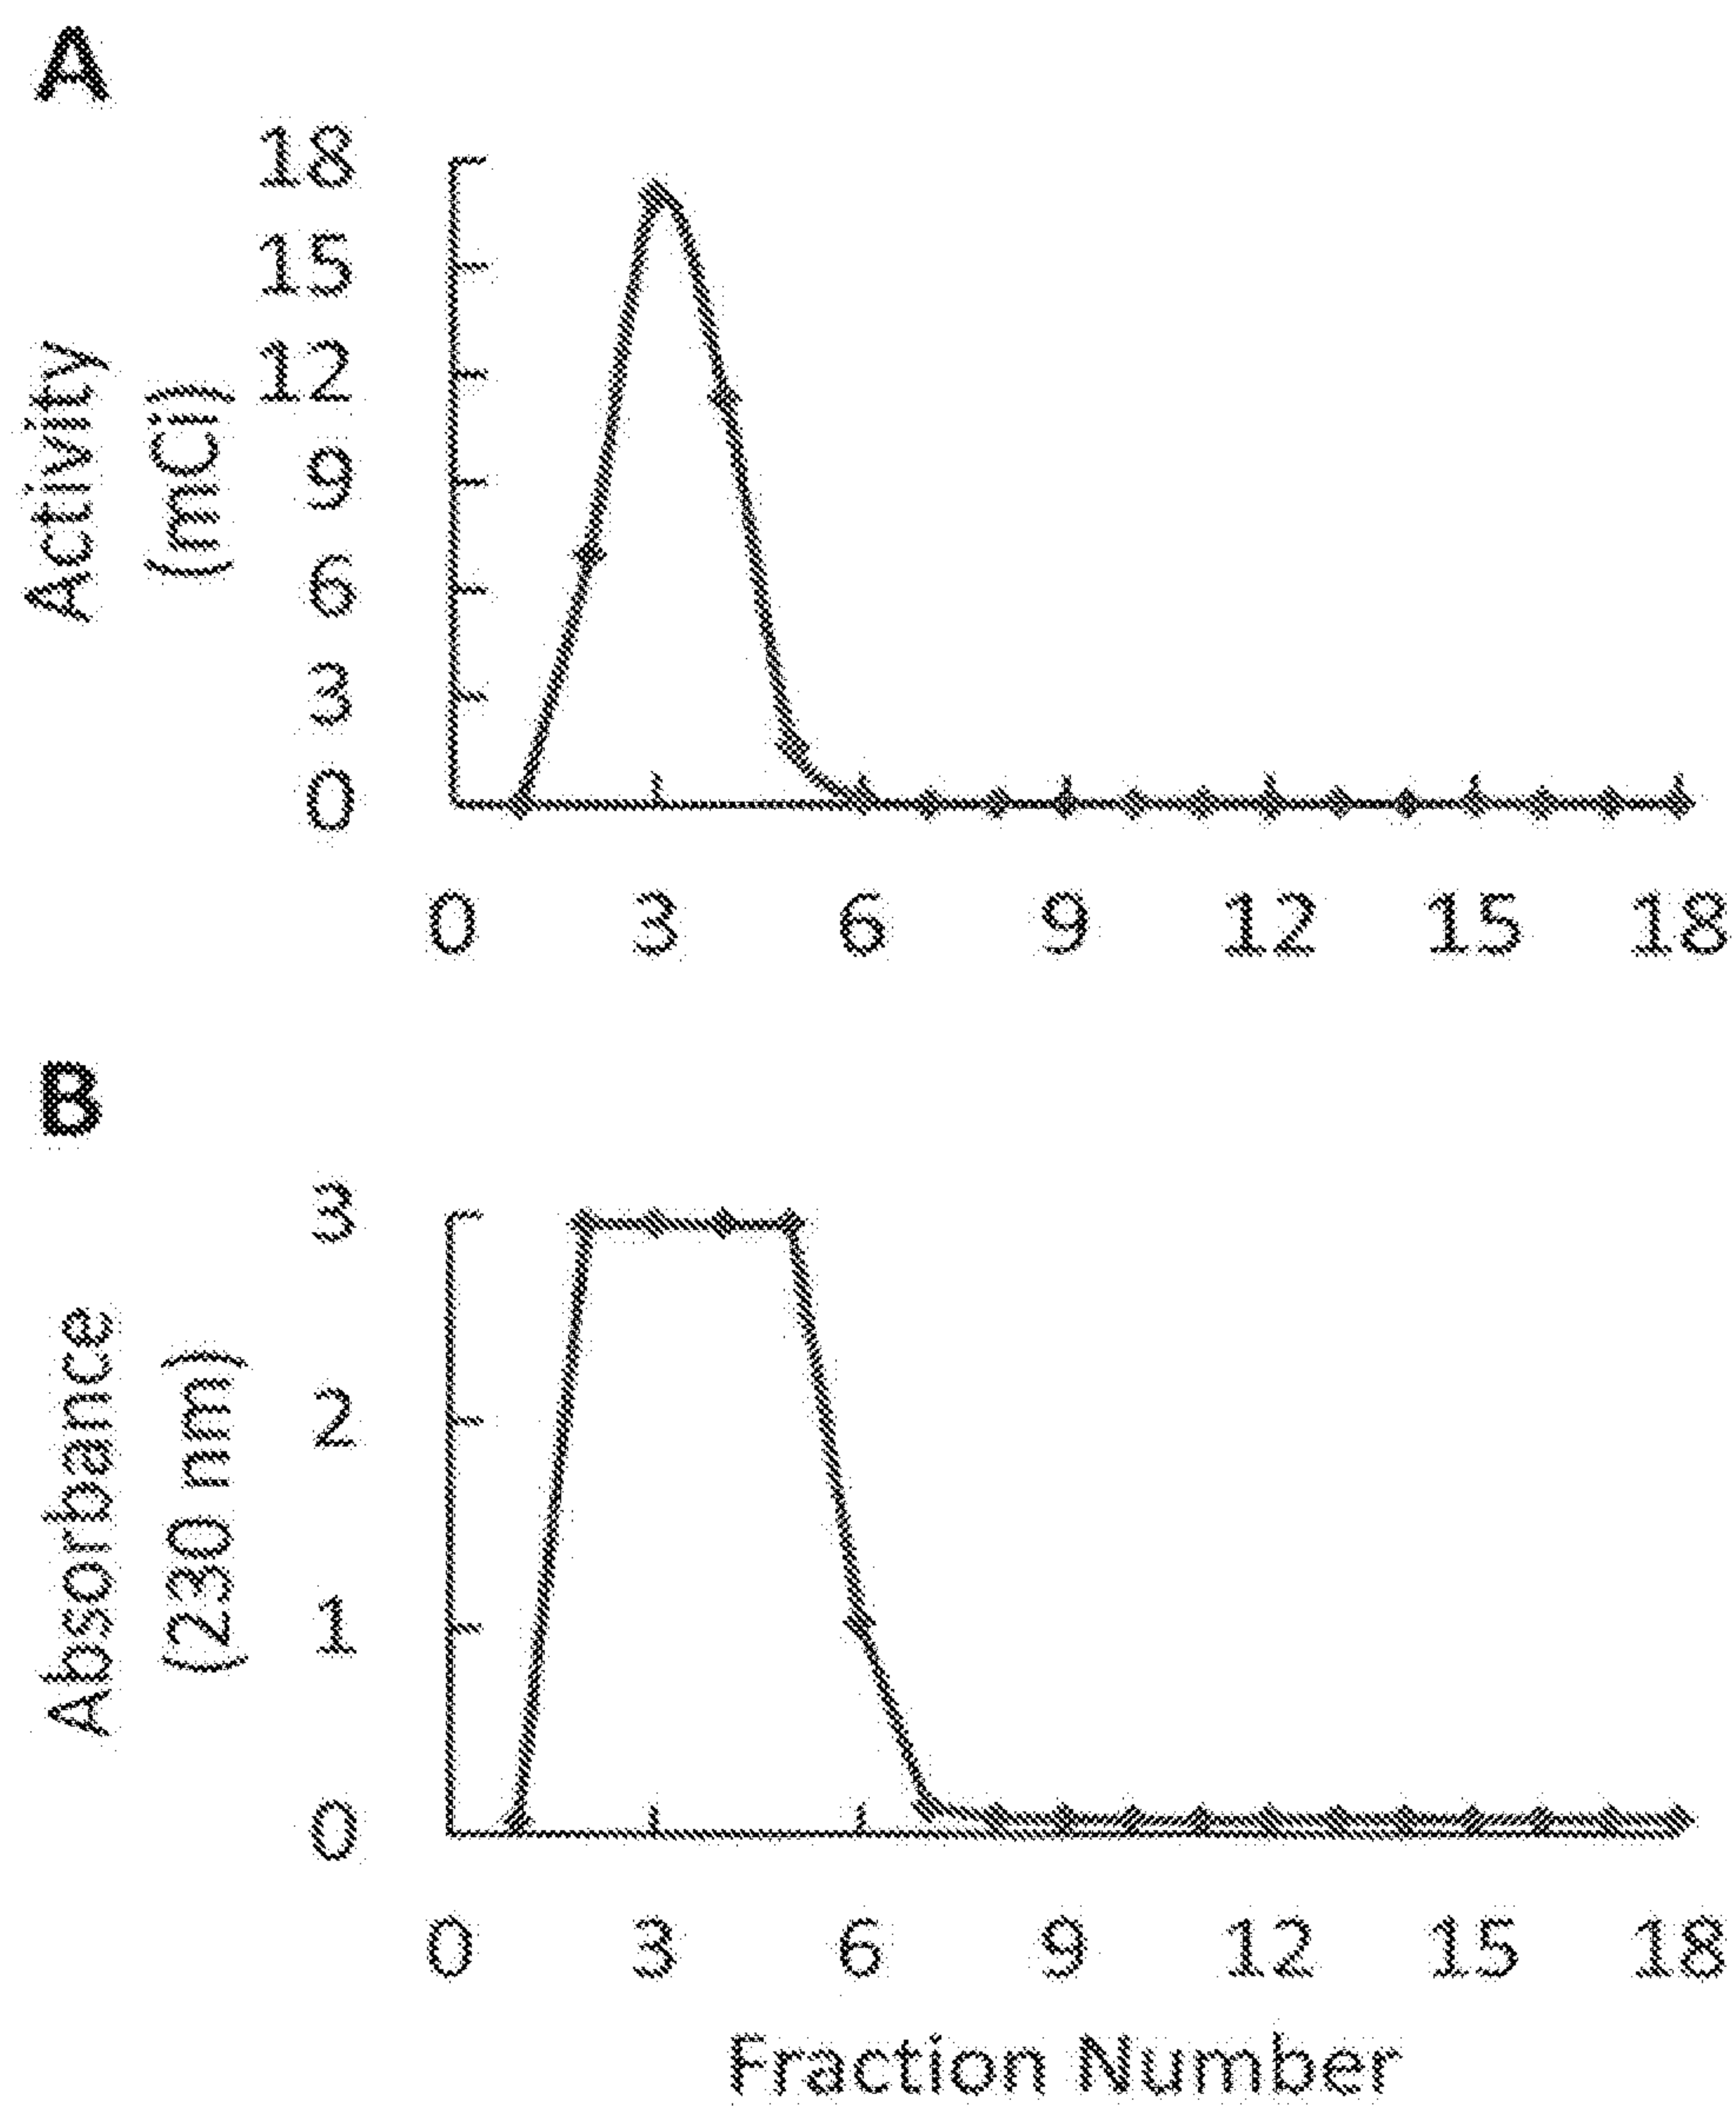 A
18
15
12
9
6
3
0
Activity
(mCi)
0 3 6 9 12 15 18
B
3
2
1
0
Absorbance
(230 nm)
0 3 6 9 12 15 18
Fraction Number